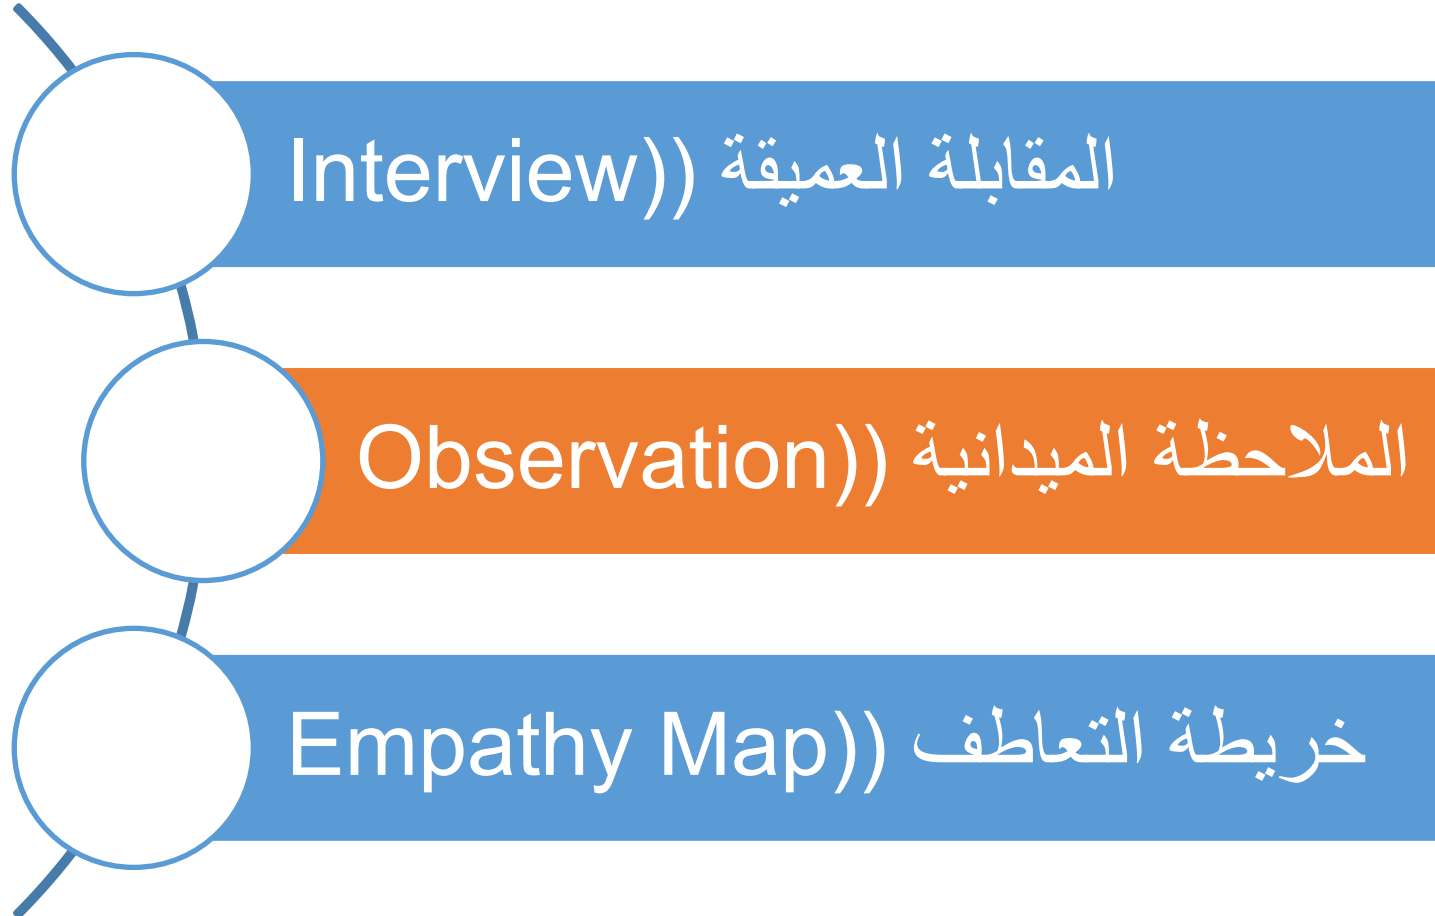 المقابلة العميقة ((Interview
الملاحظة الميدانية ((Observation
خريطة التعاطف ((Empathy Map